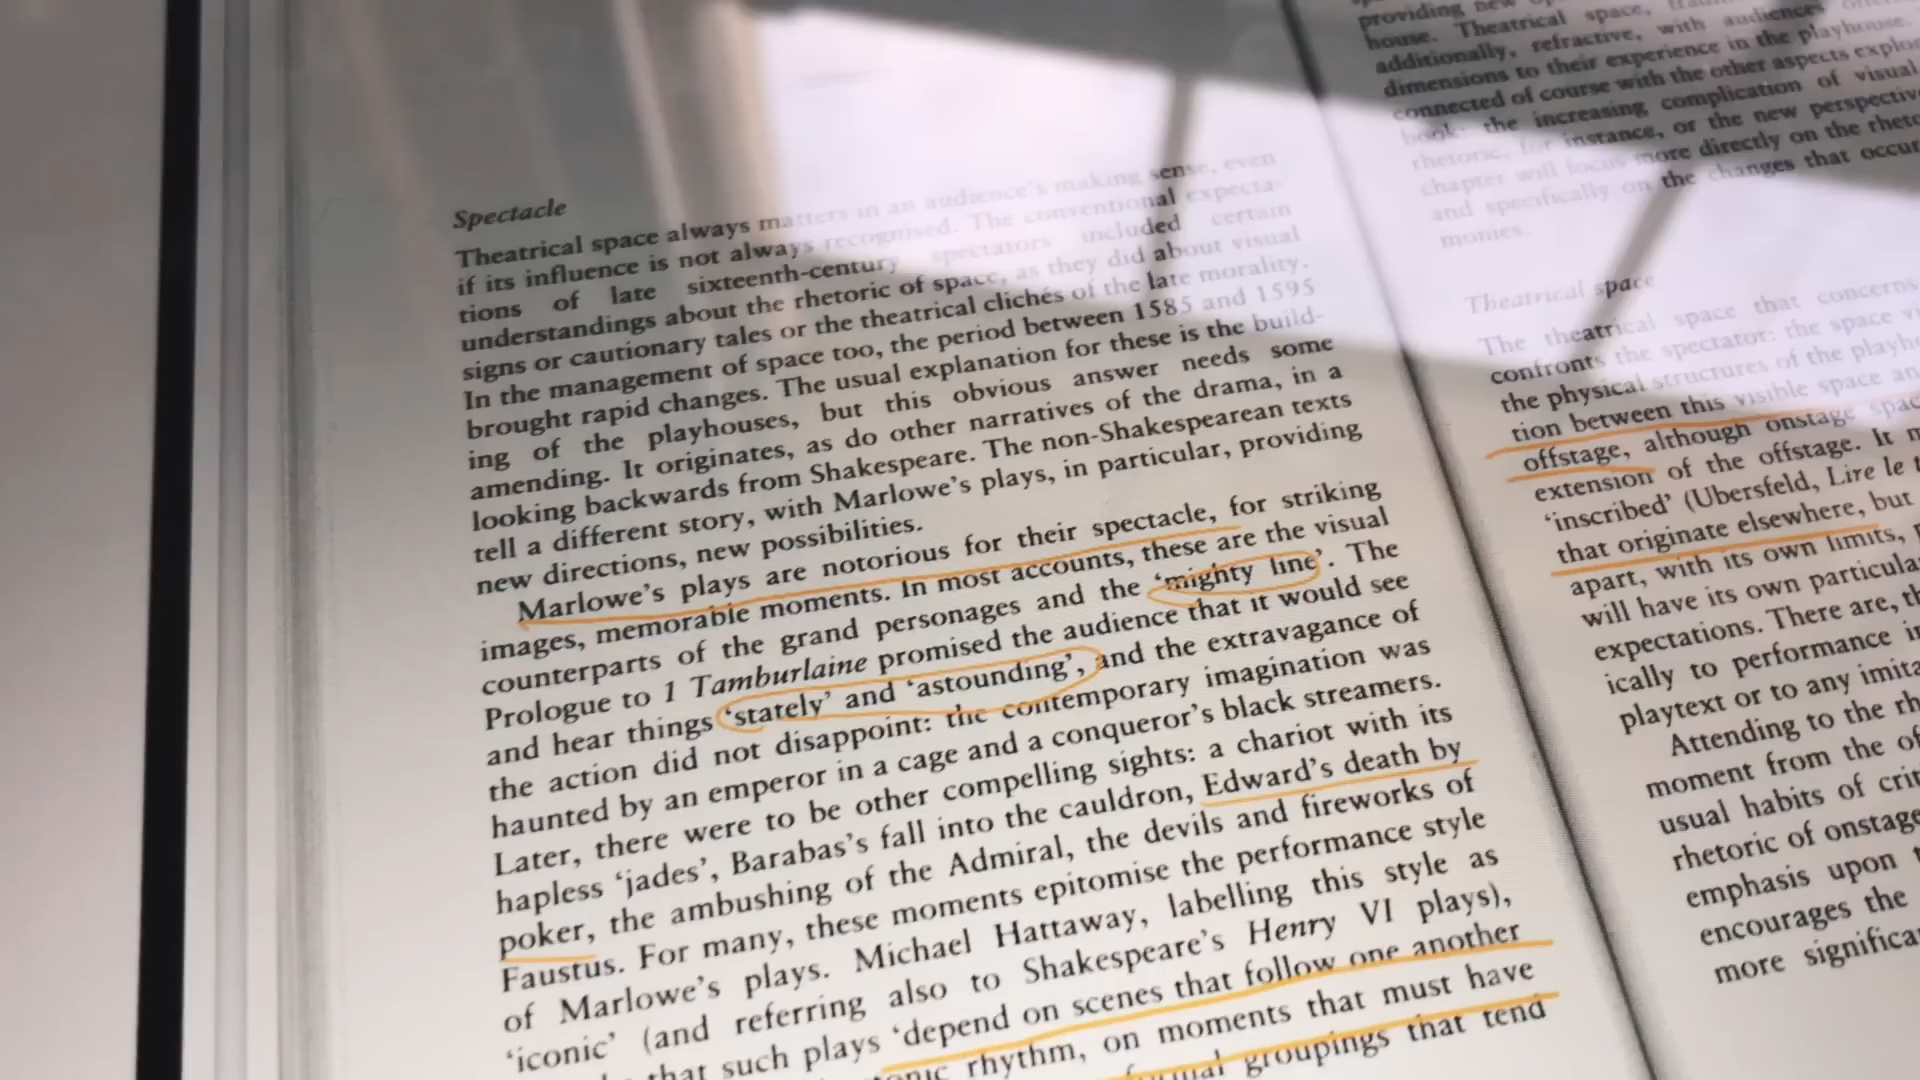 Spectacle
Theatrical space always matters in an audience's making sense, even
if its influence is not always recognised. The conventional expecta-
tions of late sixteenth-century spectators included certain
understandings about the rhetoric of space, as they did about visual
signs or cautionary tales or the theatrical clichés of the late morality.
In the management of space too, the period between 1585 and 1595
brought rapid changes. The usual explanation for these is the build-
ing of the playhouses, but this obvious answer needs some
amending. It originates, as do other narratives of the drama, in a
looking backwards from Shakespeare. The non-Shakespearean texts
tell a different story, with Marlowe's plays, in particular, providing
new directions, new possibilities.
Marlowe's plays are notorious for their spectacle, for striking
images, memorable moments. In most accounts, these are the visual
counterparts of the grand personages and the 'mighty line'. The
Prologue to 1 Tamburlaine promised the audience that it would see
and hear things 'stately' and 'astounding', and the extravagance of
the action did not disappoint: the contemporary imagination was
haunted by an emperor in a cage and a conqueror's black streamers.
Later, there were to be other compelling sights: a chariot with its
hapless 'jades', Barabas's fall into the cauldron, Edward's death by
poker, the ambushing of the Admiral, the devils and fireworks of
Faustus. For many, these moments epitomise the performance style
of Marlowe's plays. Michael Hattaway, labelling this style as
'iconic' (and referring also to Shakespeare's Henry VI plays),
that such plays 'depend on scenes that follow one another
rhythm, on moments that must have
groupings that tend
providing new
house. Theatrical space,
additionally, refractive, with audiences
dimensions to their experience in the playhouse.
connected of course with the other aspects
book: the increasing complication of visual
rhetoric, for instance, or the new
chapter will focus more directly on the
and specifically on the changes that
monies.
Theatrical space
The theatrical space that concerns
confronts the spectator: the space
the physical structures of the
tion between this visible space
offstage, although onstage
extension of the offstage. It
'inscribed' (Ubersfeld, Lire le
that originate elsewhere, but
apart, with its own limits,
will have its own
expectations. There are,
ically to performance
playtext or to any
Attending to the
moment from the
usual habits of
rhetoric of
emphasis upon
encourages the
more